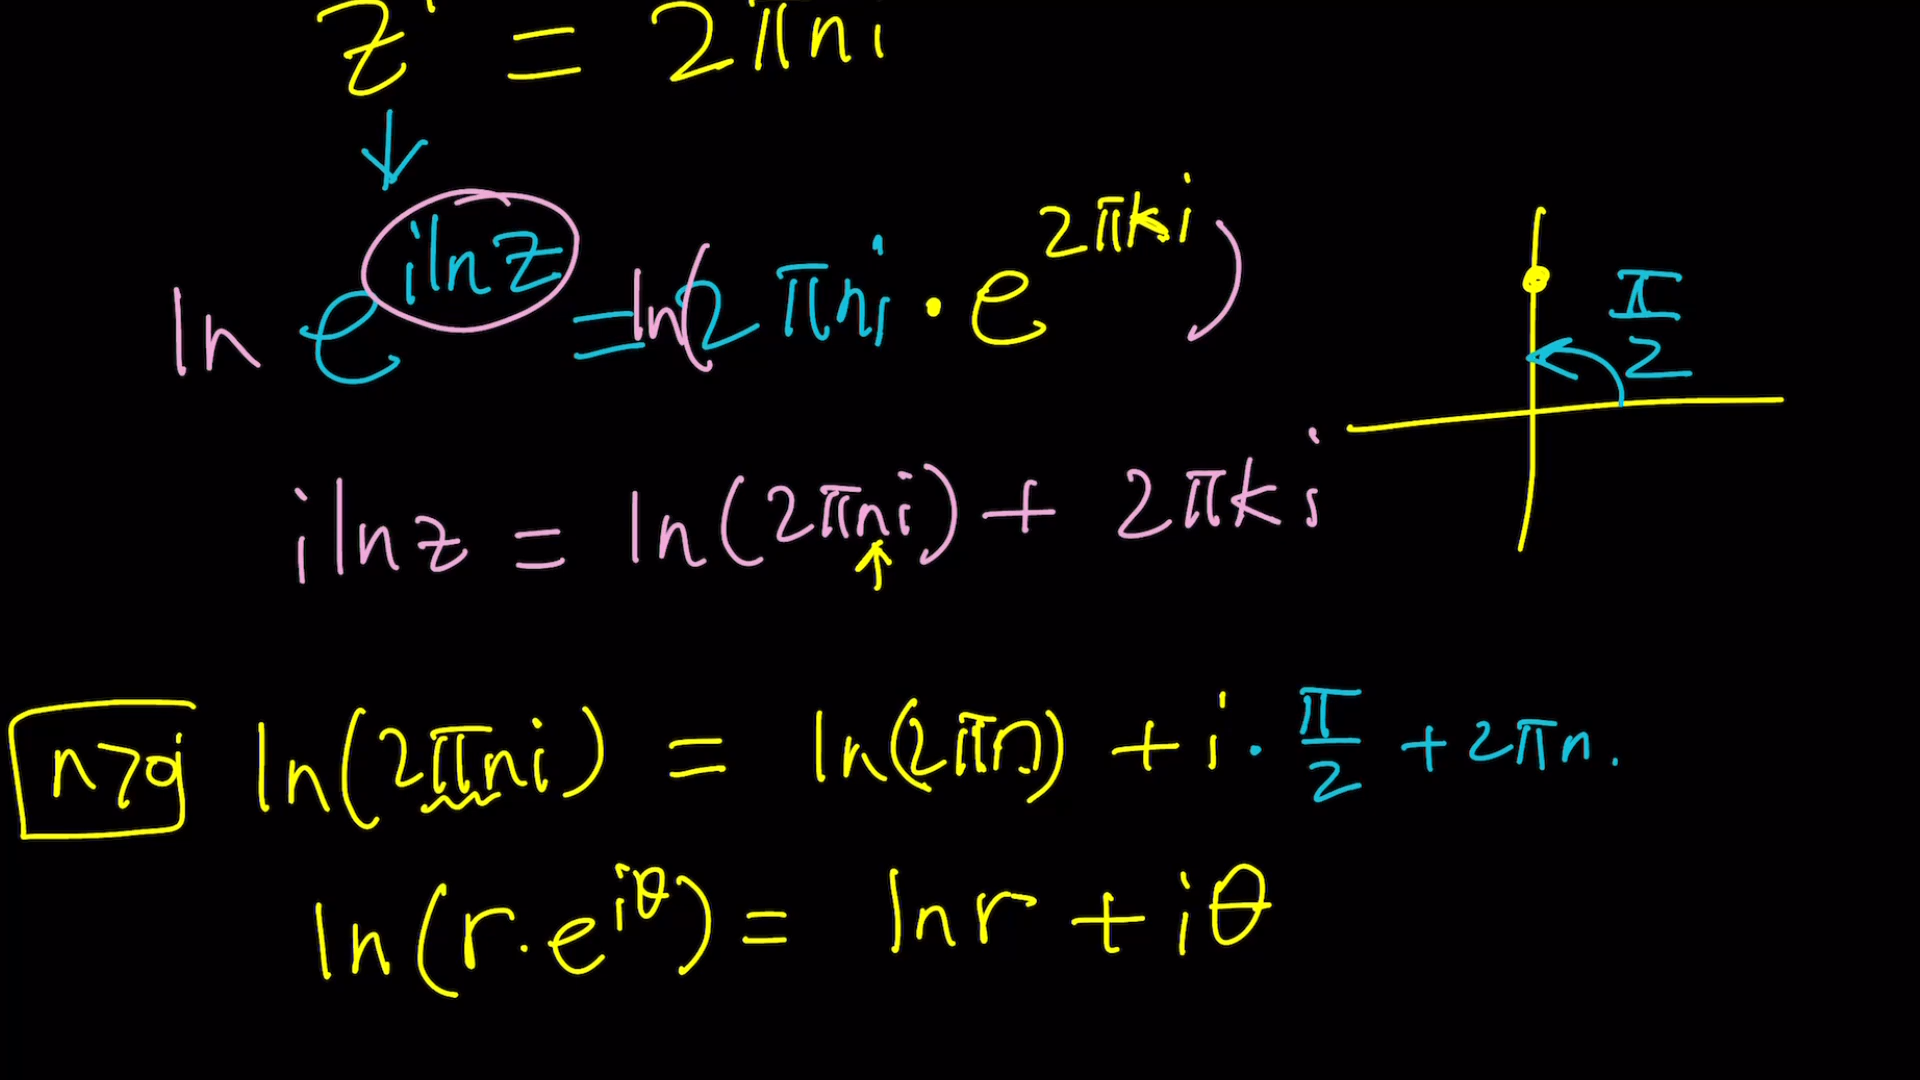 z^i = 2πni
ln e^{i ln z} = ln(2πni · e^{2πki})
π/2
i ln z = ln(2πni) + 2πki
n>0 ln(2πni) = ln(2πn) + i · π/2 + 2πn.
ln(r·e^{iθ}) = ln r + iθ